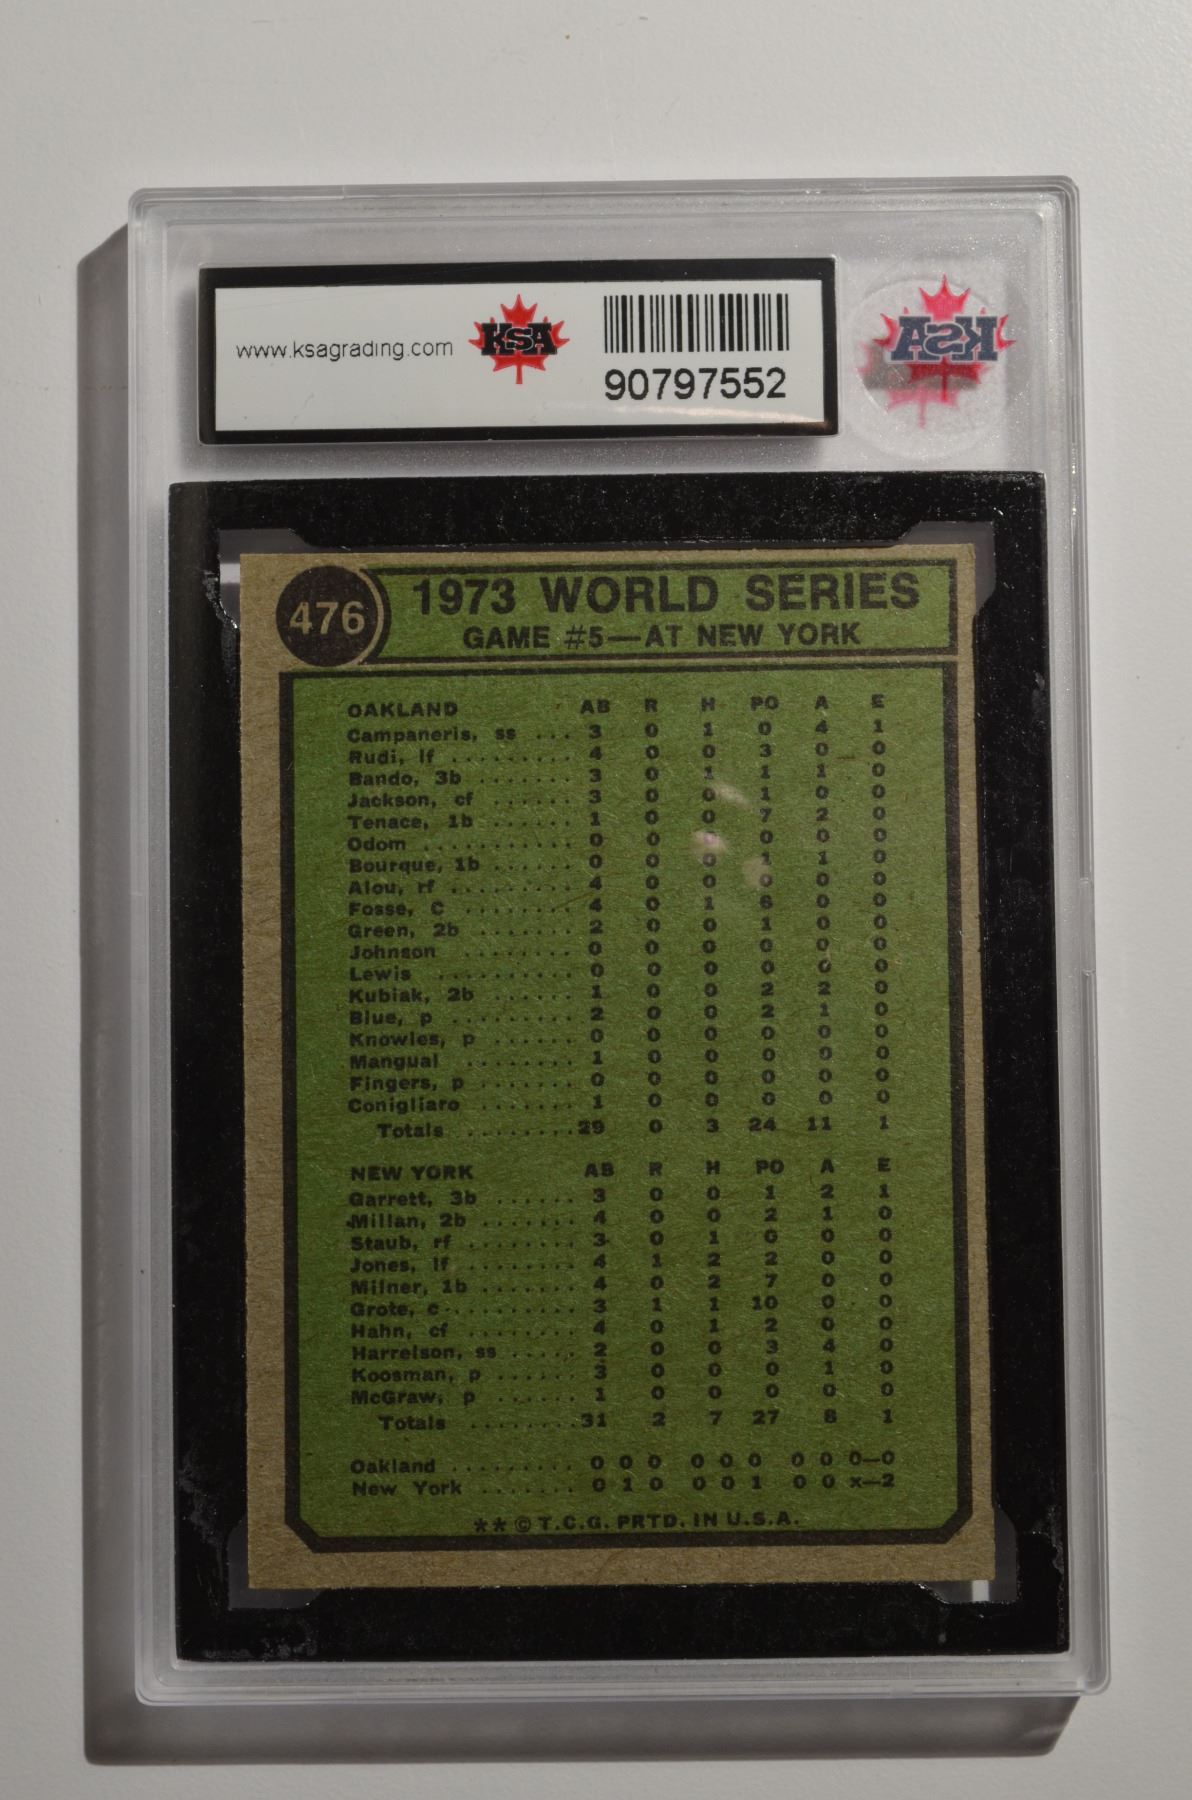 www.ksagrading.com KSA 90797552
KSA
476 1973 WORLD SERIES
GAME #5—AT NEW YORK
OAKLAND AB R H PO A E
Campaneris, ss ... 3 0 1 0 4 1
Rudi, lf ......... 4 0 0 3 0 0
Bando, 3b ....... 3 0 1 1 1 0
Jackson, cf ...... 3 0 0 1 0 0
Tenace, 1b ...... 1 0 0 7 2 0
Odom ........... 0 0 0 0 0 0
Bourque, 1b ..... 0 0 0 1 1 0
Alou, rf ......... 4 0 0 0 0 0
Fosse, c ........ 4 0 1 6 0 0
Green, 2b ....... 2 0 0 1 0 0
Johnson ........ 0 0 0 0 0 0
Lewis .......... 0 0 0 0 0 0
Kubiak, 2b ...... 1 0 0 2 2 0
Blue, p ......... 2 0 0 2 1 0
Knowles, p ...... 0 0 0 0 0 0
Mangual ........ 1 0 0 0 0 0
Fingers, p ....... 0 0 0 0 0 0
Conigliaro ....... 1 0 0 0 0 0
Totals .........29 0 3 24 11 1
NEW YORK AB R H PO A E
Garrett, 3b ...... 3 0 0 1 2 1
Millan, 2b ....... 4 0 0 2 1 0
Staub, rf ........ 3 0 1 0 0 0
Jones, lf ........ 4 1 2 2 0 0
Milner, 1b ....... 4 0 2 7 0 0
Grote, c ......... 3 1 1 10 0 0
Hahn, cf ........ 4 0 1 2 0 0
Harrelson, ss ..... 2 0 0 3 4 0
Koosman, p ...... 3 0 0 0 1 0
McGraw, p ....... 1 0 0 0 0 0
Totals .........31 2 7 27 8 1
Oakland .......... 0 0 0 0 0 0 0 0 0—0
New York ........ 0 1 0 0 0 1 0 0 x—2
** © T.C.G. PRTD. IN U.S.A.